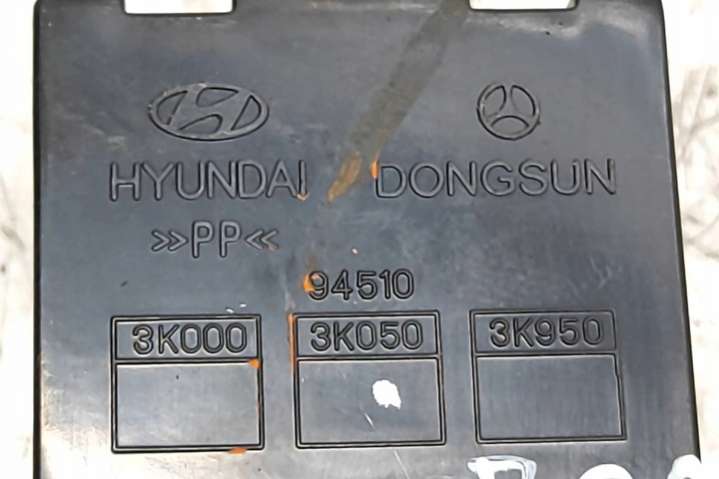 HYUNDAI DONGSUN
>>PP<<
94510
3K000 3K050 3K950